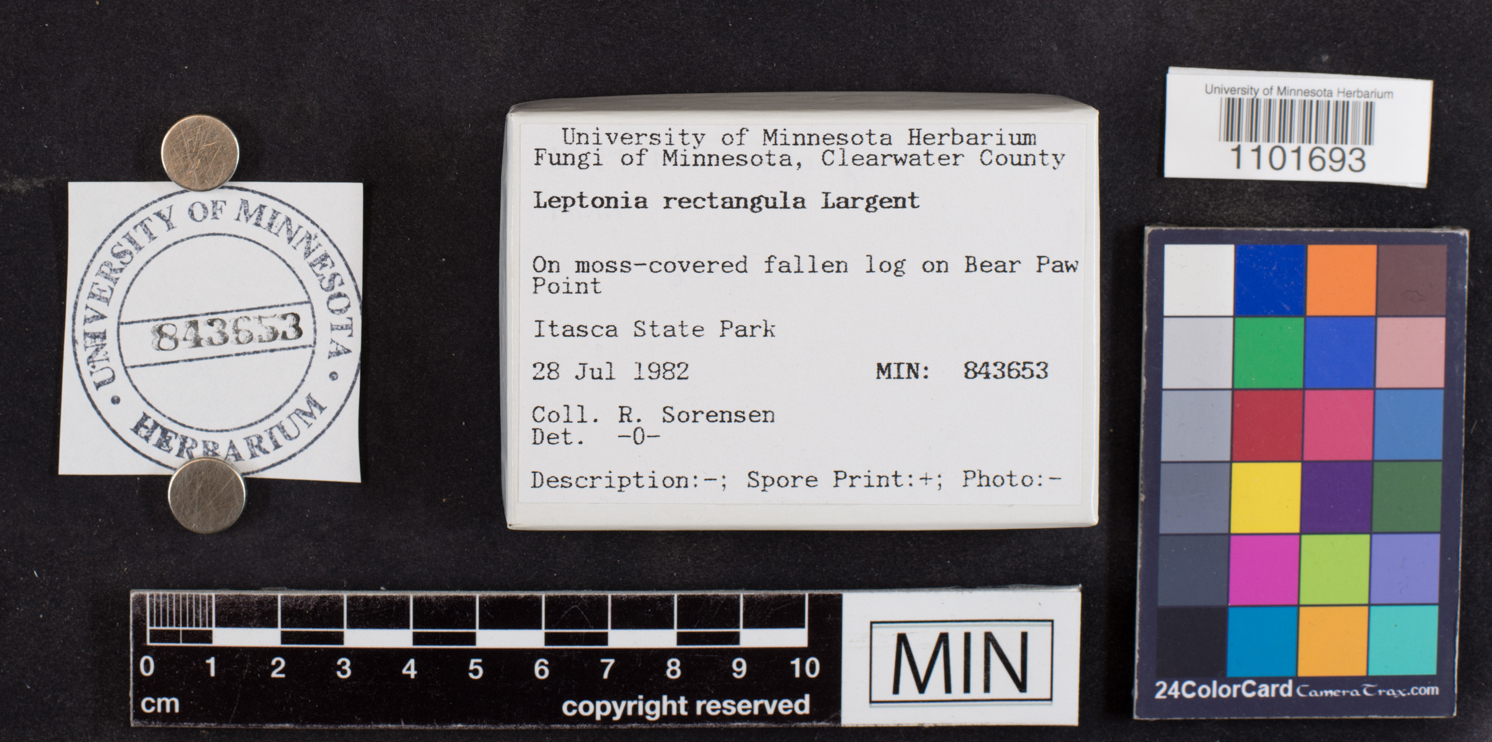 UNIVERSITY OF MINNESOTA
843653
HERBARIUM
University of Minnesota Herbarium
Fungi of Minnesota, Clearwater County
Leptonia rectangula Largent
On moss-covered fallen log on Bear Paw
Point
Itasca State Park
28 Jul 1982 MIN: 843653
Coll. R. Sorensen
Det. -0-
Description:-; Spore Print:+; Photo:-
University of Minnesota Herbarium
1101693
0 1 2 3 4 5 6 7 8 9 10
cm copyright reserved
MIN
24ColorCard CameraTrax.com